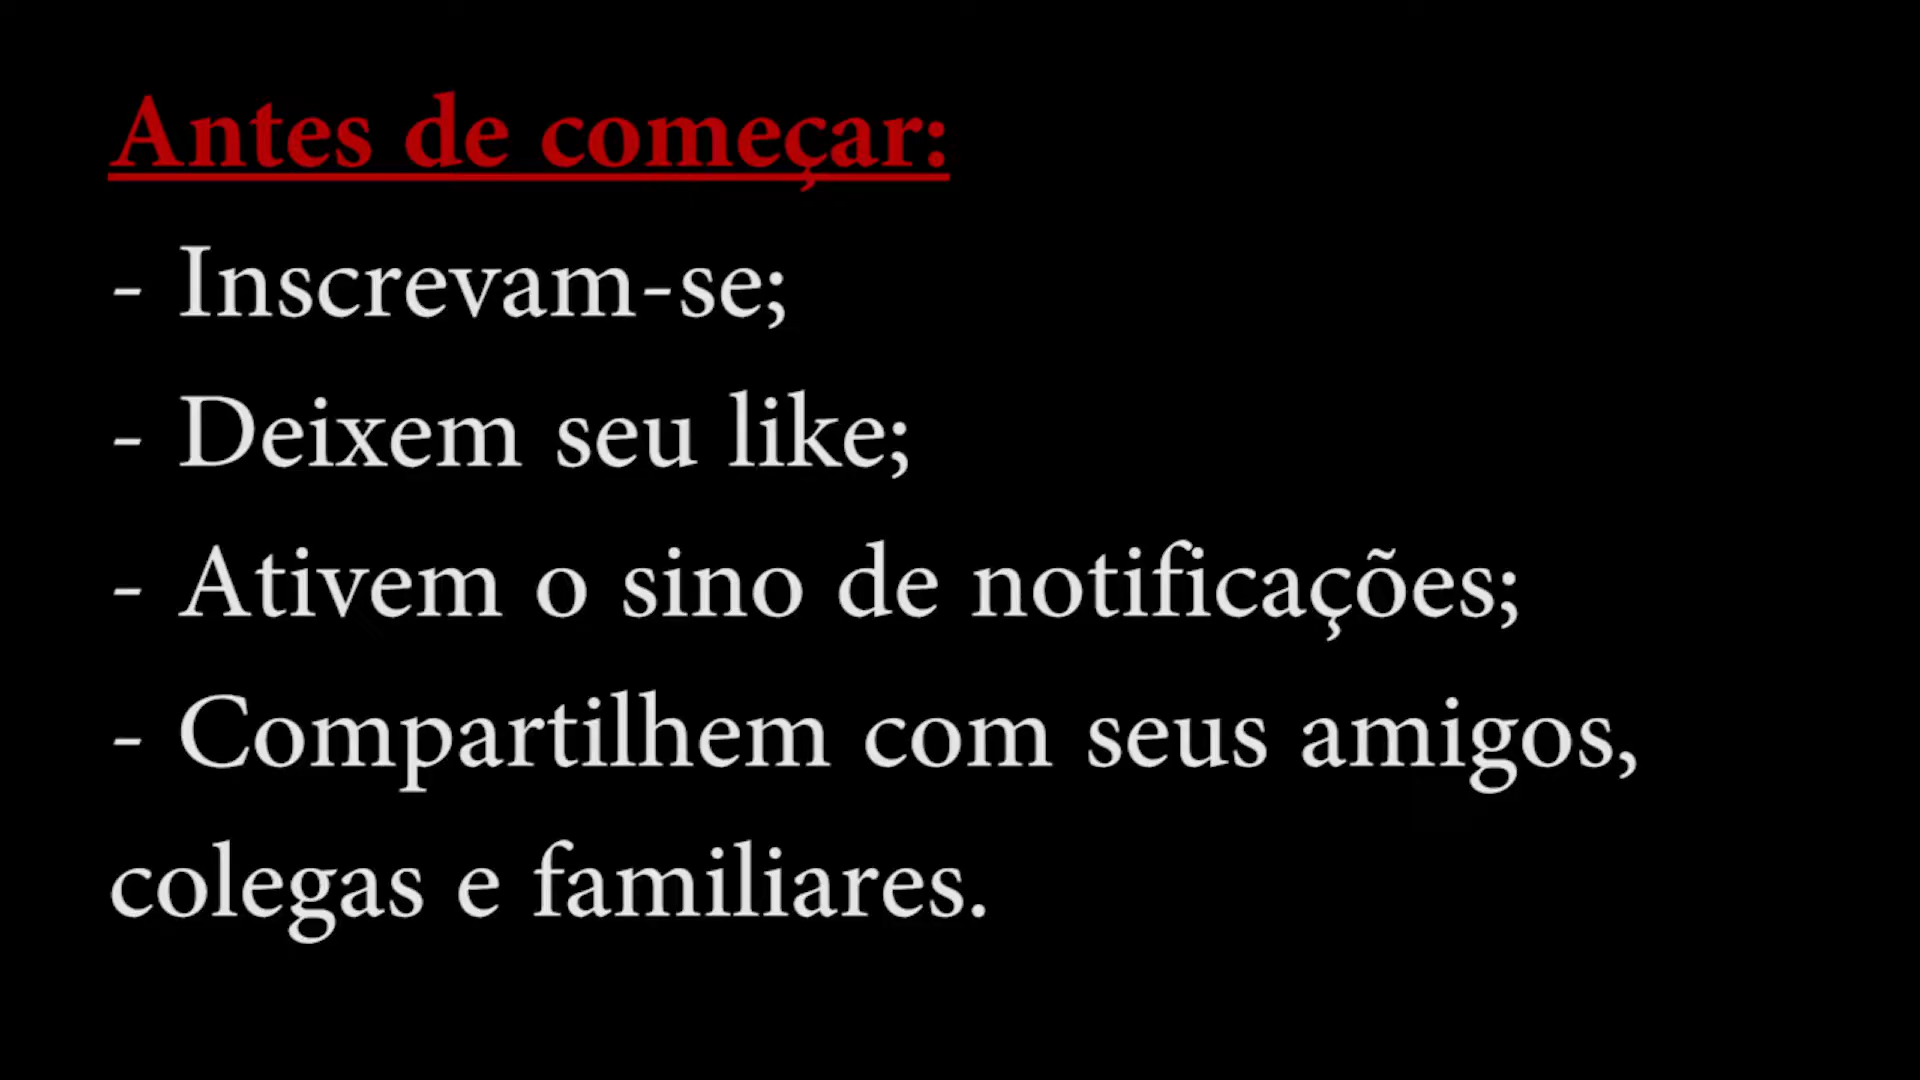 Antes de começar:
- Inscrevam-se;
- Deixem seu like;
- Ativem o sino de notificações;
- Compartilhem com seus amigos,
colegas e familiares.